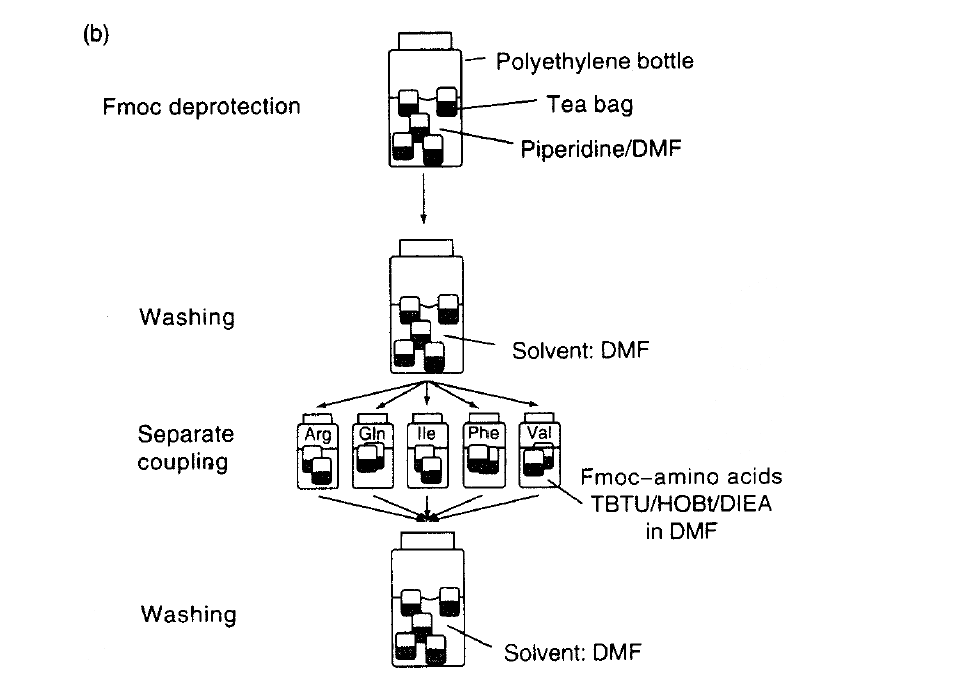 (b)
Polyethylene bottle
Fmoc deprotection
Tea bag
Piperidine/DMF
Washing
Solvent: DMF
Separate
coupling
Arg
Gln
Ile
Phe
Val
Fmoc–amino acids
TBTU/HOBt/DIEA
in DMF
Washing
Solvent: DMF